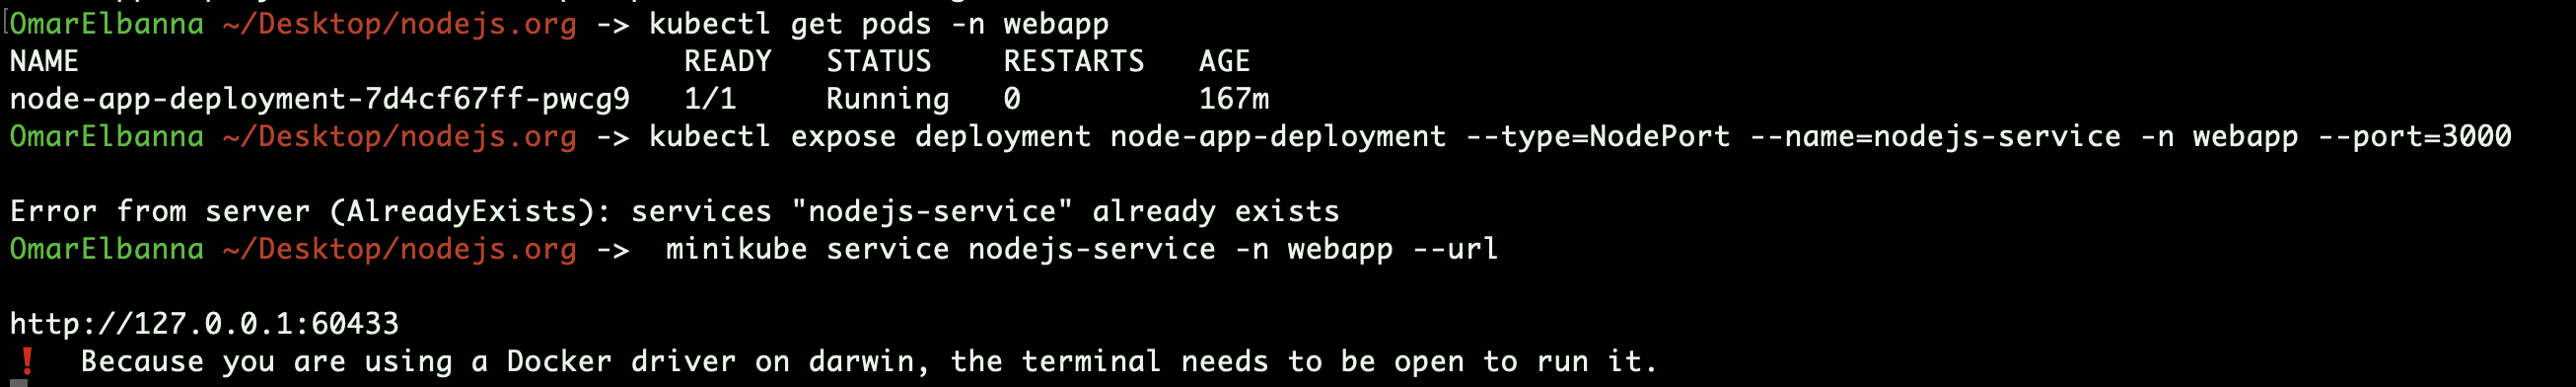 OmarElbanna ~/Desktop/nodejs.org -> kubectl get pods -n webapp
NAME                                  READY   STATUS    RESTARTS   AGE
node-app-deployment-7d4cf67ff-pwcg9   1/1     Running   0          167m
OmarElbanna ~/Desktop/nodejs.org -> kubectl expose deployment node-app-deployment --type=NodePort --name=nodejs-service -n webapp --port=3000
Error from server (AlreadyExists): services "nodejs-service" already exists
OmarElbanna ~/Desktop/nodejs.org ->  minikube service nodejs-service -n webapp --url
http://127.0.0.1:60433
❗  Because you are using a Docker driver on darwin, the terminal needs to be open to run it.